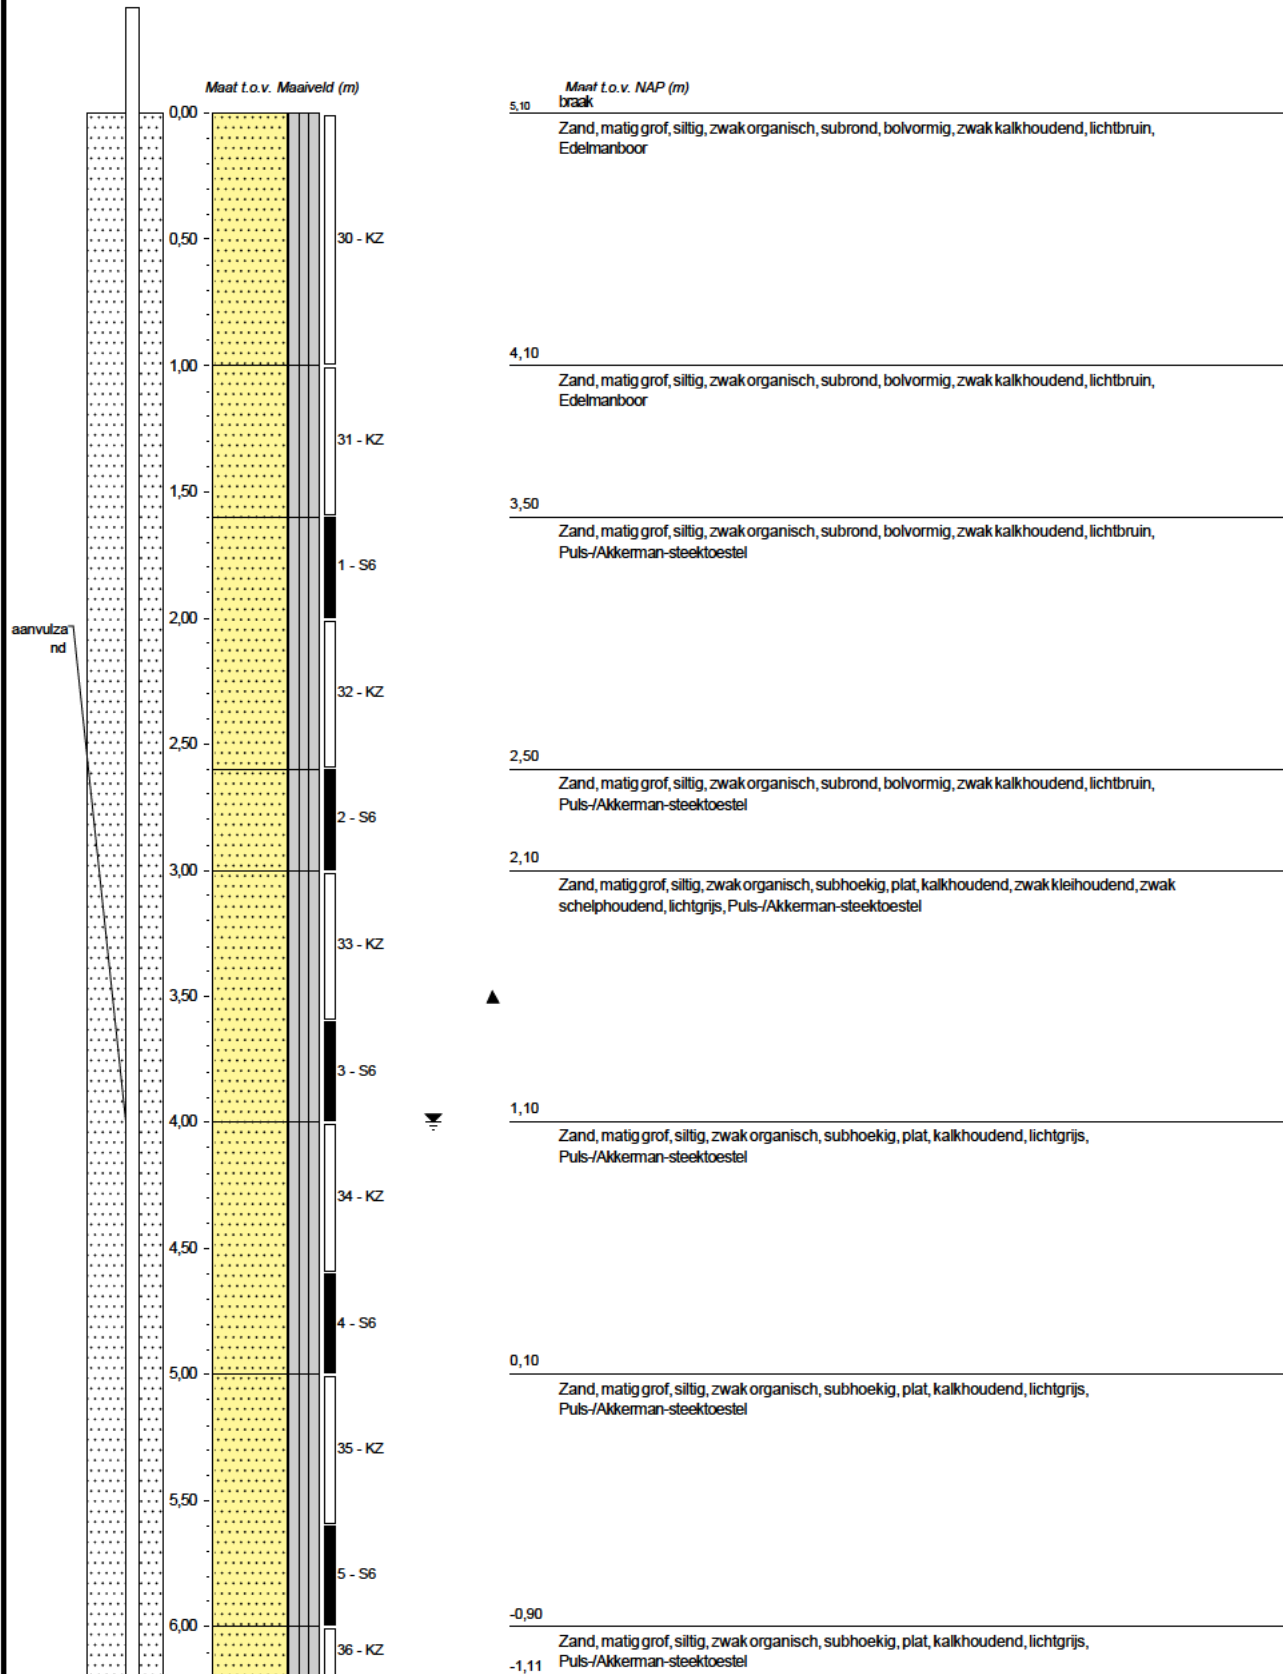 Maat t.o.v. Maaiveld (m)
Maat t.o.v. NAP (m)
0,00
5,10
braak
Zand, matig grof, siltig, zwak organisch, subrond, bolvormig, zwak kalkhoudend, lichtbruin,
Edelmanboor
0,50
30 - KZ
1,00
4,10
Zand, matig grof, siltig, zwak organisch, subrond, bolvormig, zwak kalkhoudend, lichtbruin,
Edelmanboor
31 - KZ
1,50
3,50
Zand, matig grof, siltig, zwak organisch, subrond, bolvormig, zwak kalkhoudend, lichtbruin,
Puls-/Akkerman-steektoestel
1 - S6
2,00
aanvulza
nd
32 - KZ
2,50
2,50
Zand, matig grof, siltig, zwak organisch, subrond, bolvormig, zwak kalkhoudend, lichtbruin,
Puls-/Akkerman-steektoestel
2 - S6
3,00
2,10
Zand, matig grof, siltig, zwak organisch, subhoekig, plat, kalkhoudend, zwak kleihoudend, zwak
schelphoudend, lichtgrijs, Puls-/Akkerman-steektoestel
33 - KZ
3,50
3 - S6
4,00
1,10
Zand, matig grof, siltig, zwak organisch, subhoekig, plat, kalkhoudend, lichtgrijs,
Puls-/Akkerman-steektoestel
34 - KZ
4,50
4 - S6
5,00
0,10
Zand, matig grof, siltig, zwak organisch, subhoekig, plat, kalkhoudend, lichtgrijs,
Puls-/Akkerman-steektoestel
35 - KZ
5,50
5 - S6
6,00
-0,90
Zand, matig grof, siltig, zwak organisch, subhoekig, plat, kalkhoudend, lichtgrijs,
Puls-/Akkerman-steektoestel
36 - KZ
-1,11